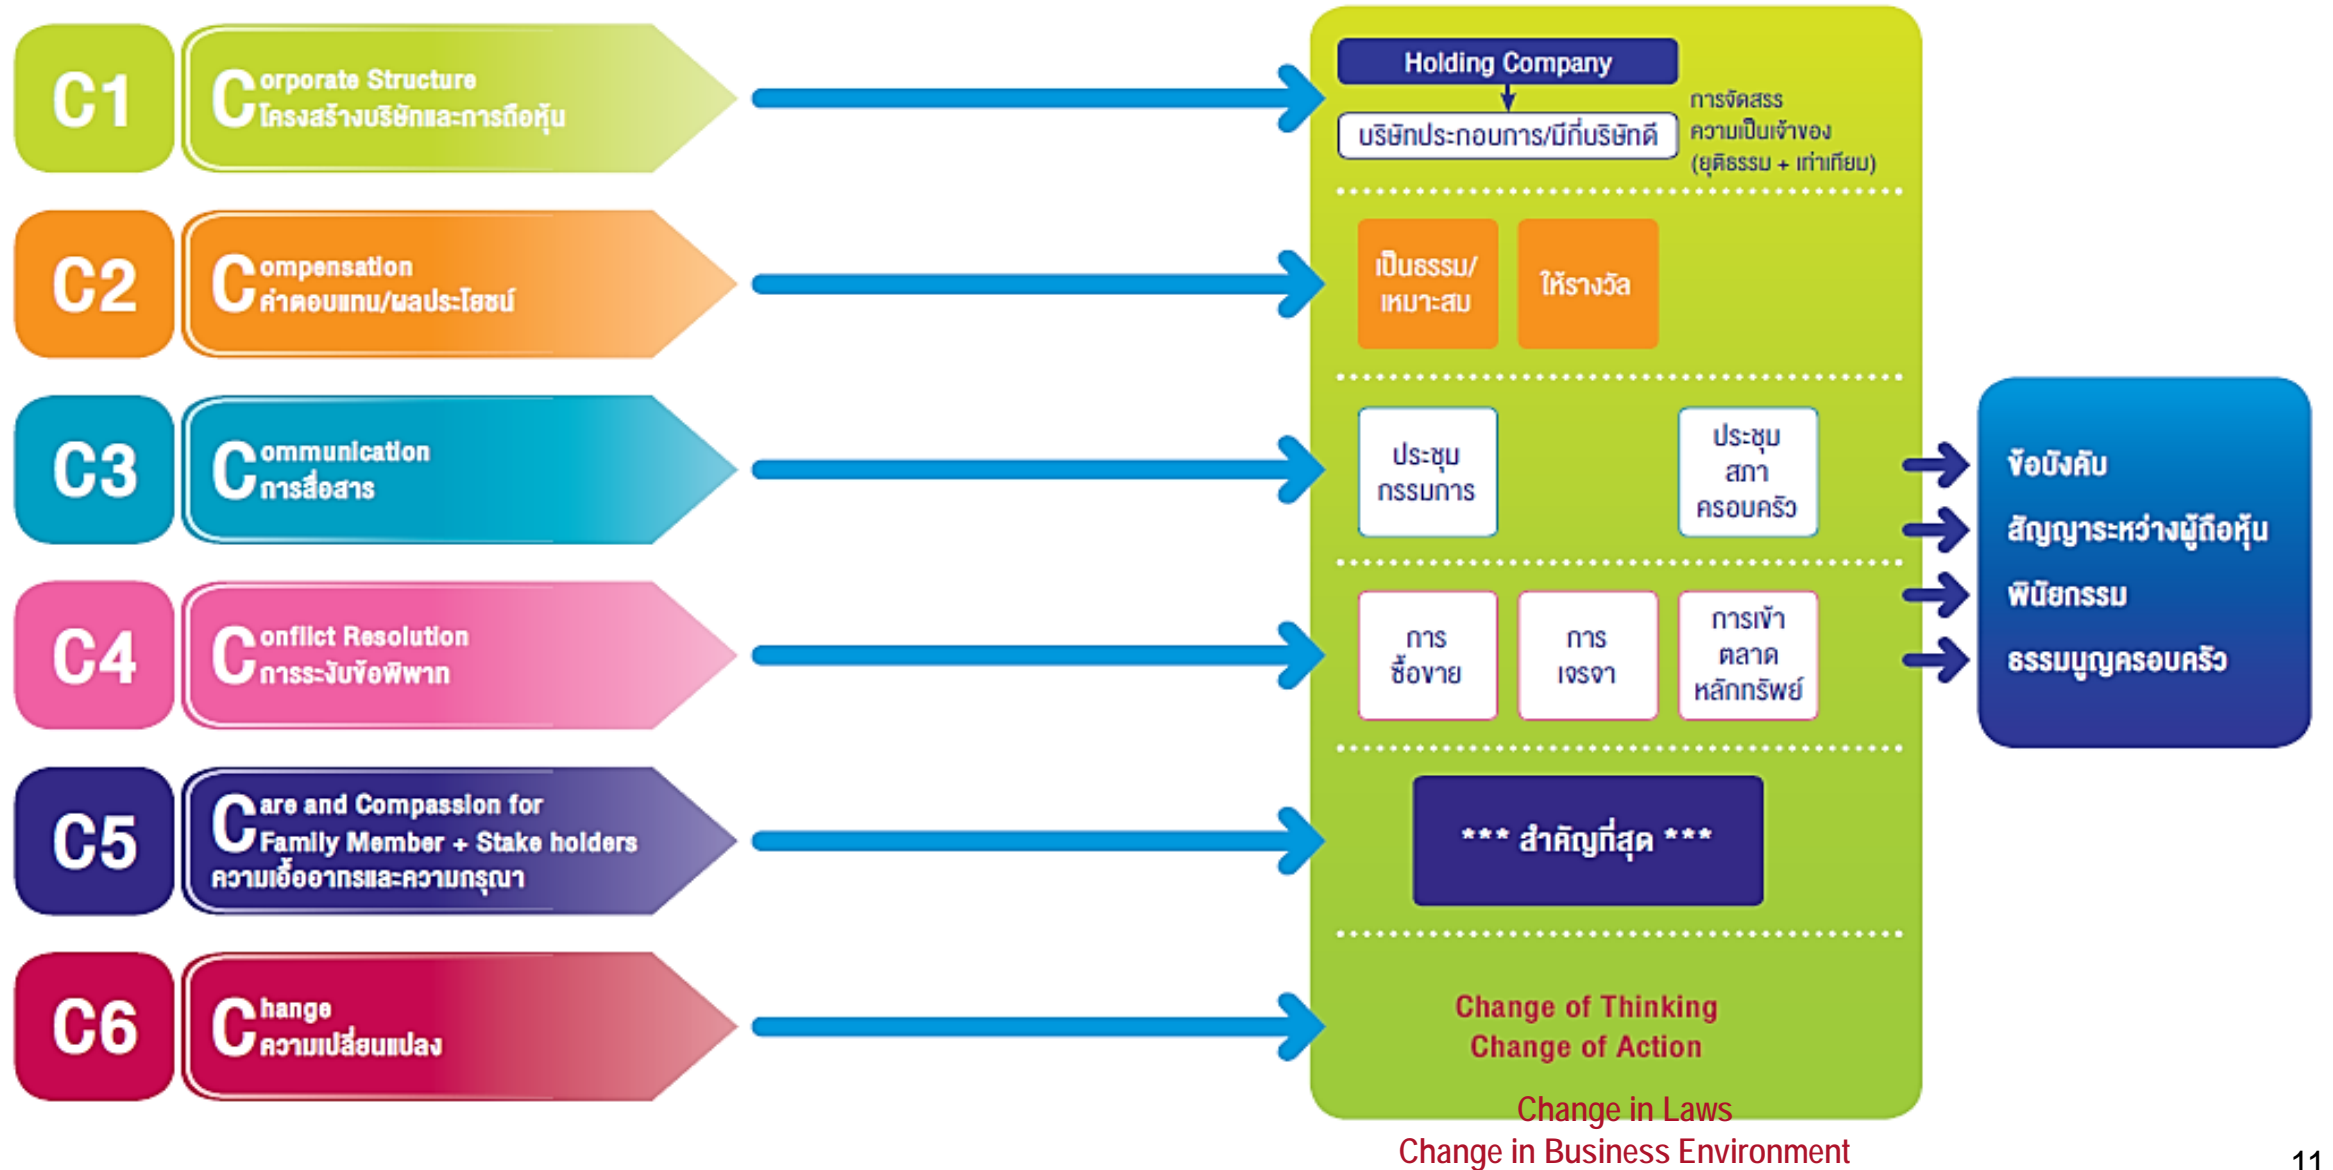 C1
Corporate Structure
โครงสร้างบริษัทและการถือหุ้น
Holding Company
บริษัทประกอบการ/มีกี่บริษัทดี
การจัดสรร
ความเป็นเจ้าของ
(ยุติธรรม + เท่าเทียม)
C2
Compensation
ค่าตอบแทน/ผลประโยชน์
เป็นธรรม/
เหมาะสม
ให้รางวัล
C3
Communication
การสื่อสาร
ประชุม
กรรมการ
ประชุม
สภา
ครอบครัว
C4
Conflict Resolution
การระงับข้อพิพาท
การ
ซื้อขาย
การ
เจรจา
การเข้า
ตลาด
หลักทรัพย์
C5
Care and Compassion for
Family Member + Stake holders
ความเอื้ออาทรและความกรุณา
*** สำคัญที่สุด ***
C6
Change
ความเปลี่ยนแปลง
Change of Thinking
Change of Action
Change in Laws
Change in Business Environment
ข้อบังคับ
สัญญาระหว่างผู้ถือหุ้น
พินัยกรรม
ธรรมนูญครอบครัว
11